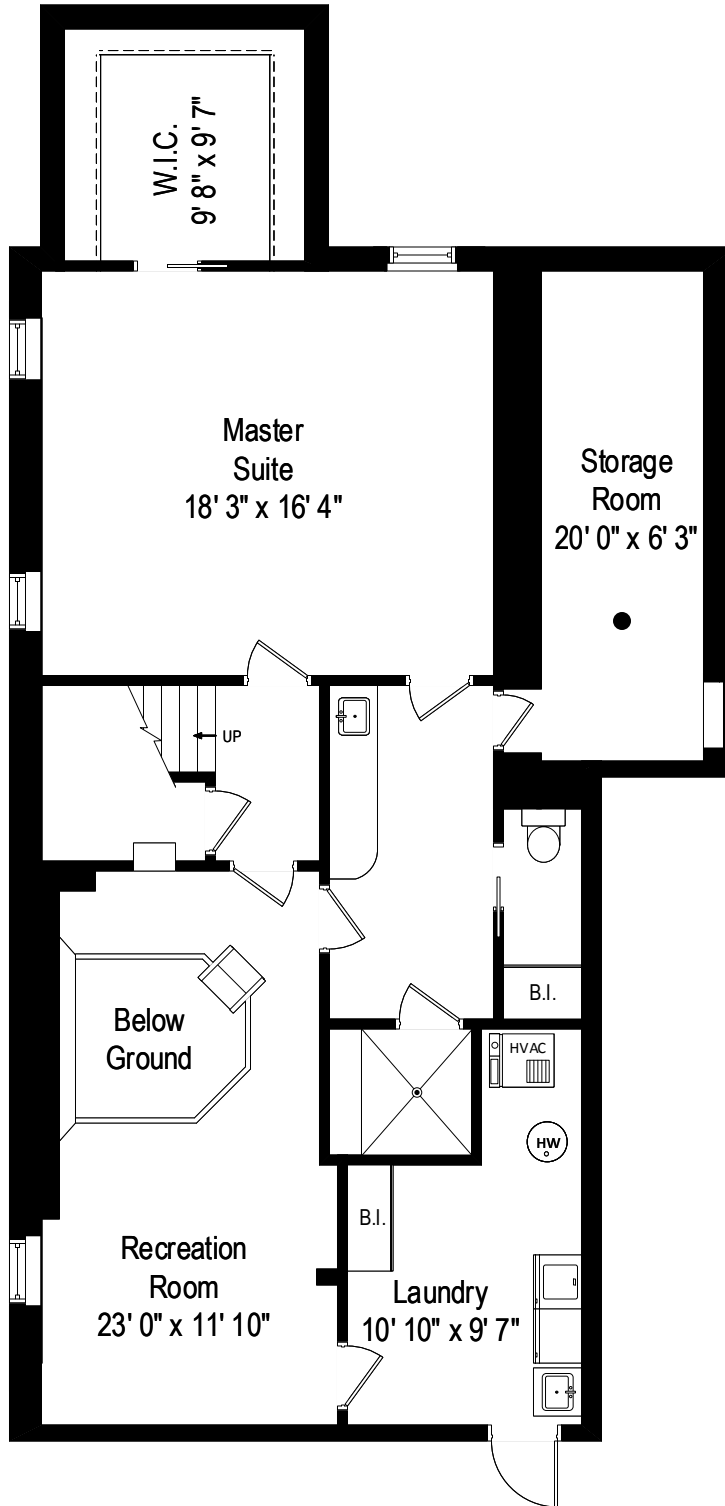 W.I.C.
9' 8" x 9' 7"
Master
Suite
18' 3" x 16' 4"
Storage
Room
20' 0" x 6' 3"
UP
B.I.
Below
Ground
HVAC
HW
B.I.
Recreation
Room
23' 0" x 11' 10"
Laundry
10' 10" x 9' 7"